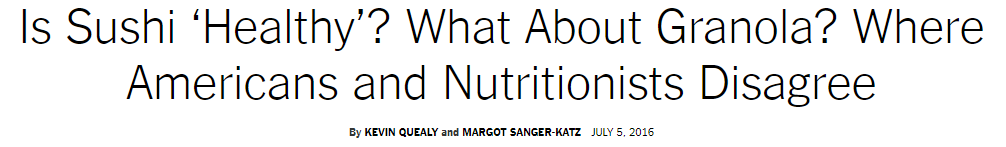 Is Sushi ‘Healthy’? What About Granola? Where
Americans and Nutritionists Disagree
By KEVIN QUEALY and MARGOT SANGER-KATZ JULY 5, 2016